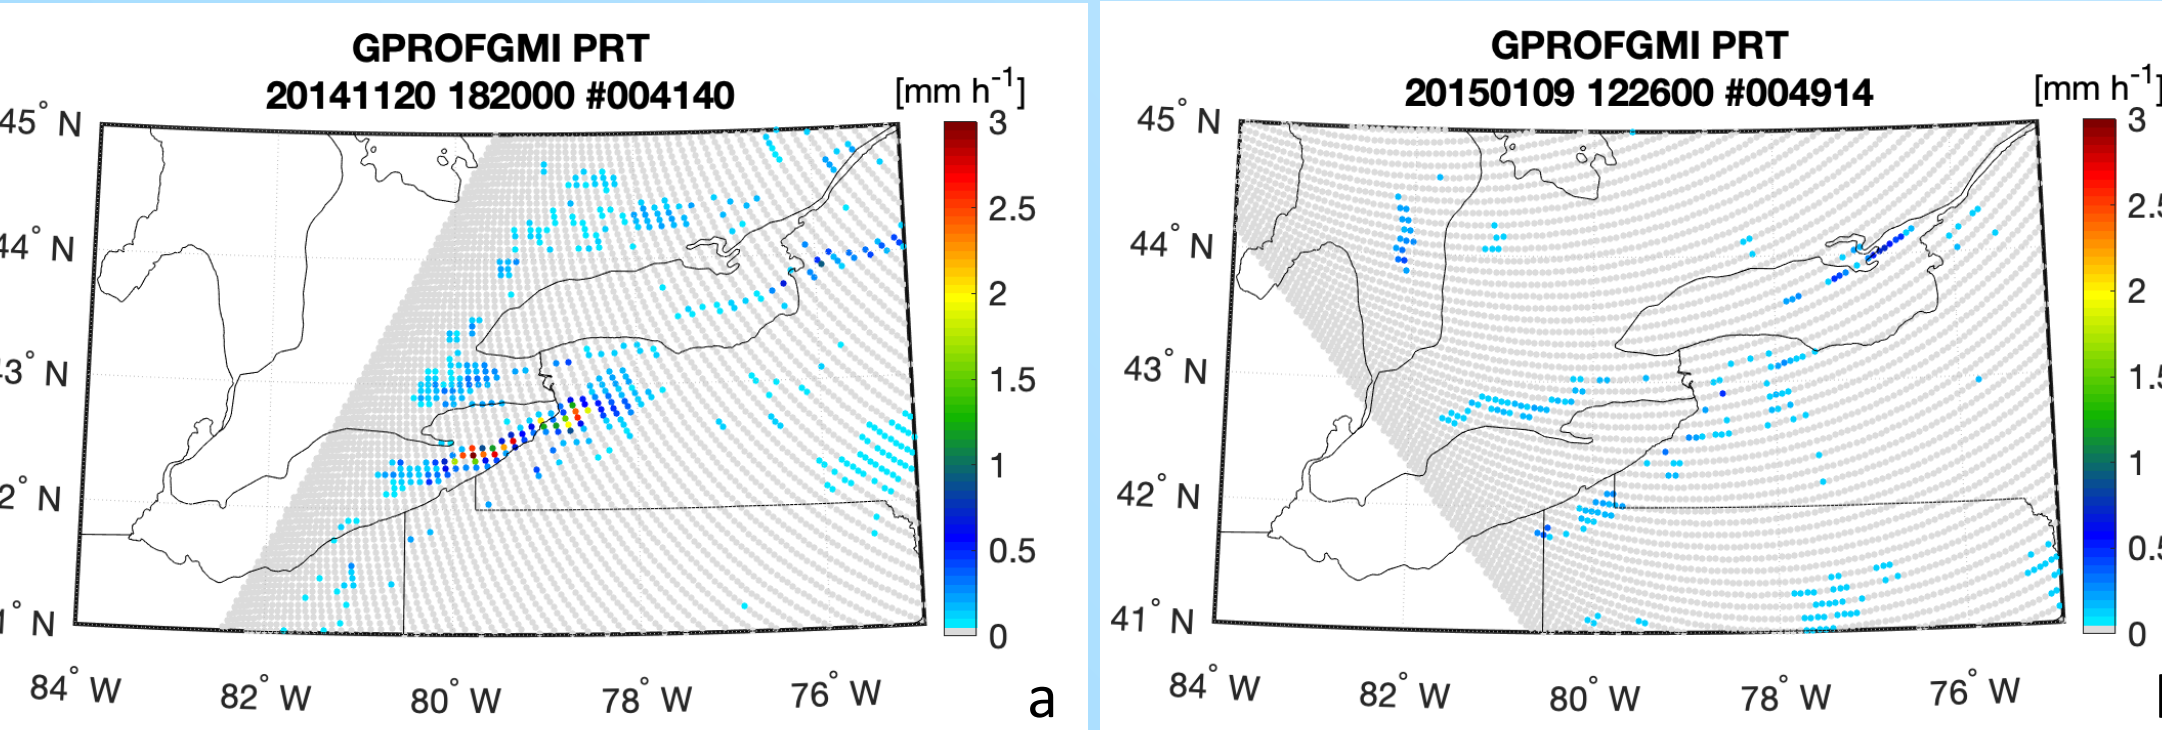 GPROFGMI PRT
20141120 182000 #004140
[mm h-1]
45° N
44° N
3° N
2° N
1° N
84° W
82° W
80° W
78° W
76° W
3
2.5
2
1.5
1
0.5
0
a
GPROFGMI PRT
20150109 122600 #004914
[mm h-1]
45° N
44° N
43° N
42° N
41° N
84° W
82° W
80° W
78° W
76° W
3
2.5
2
1.5
1
0.5
0